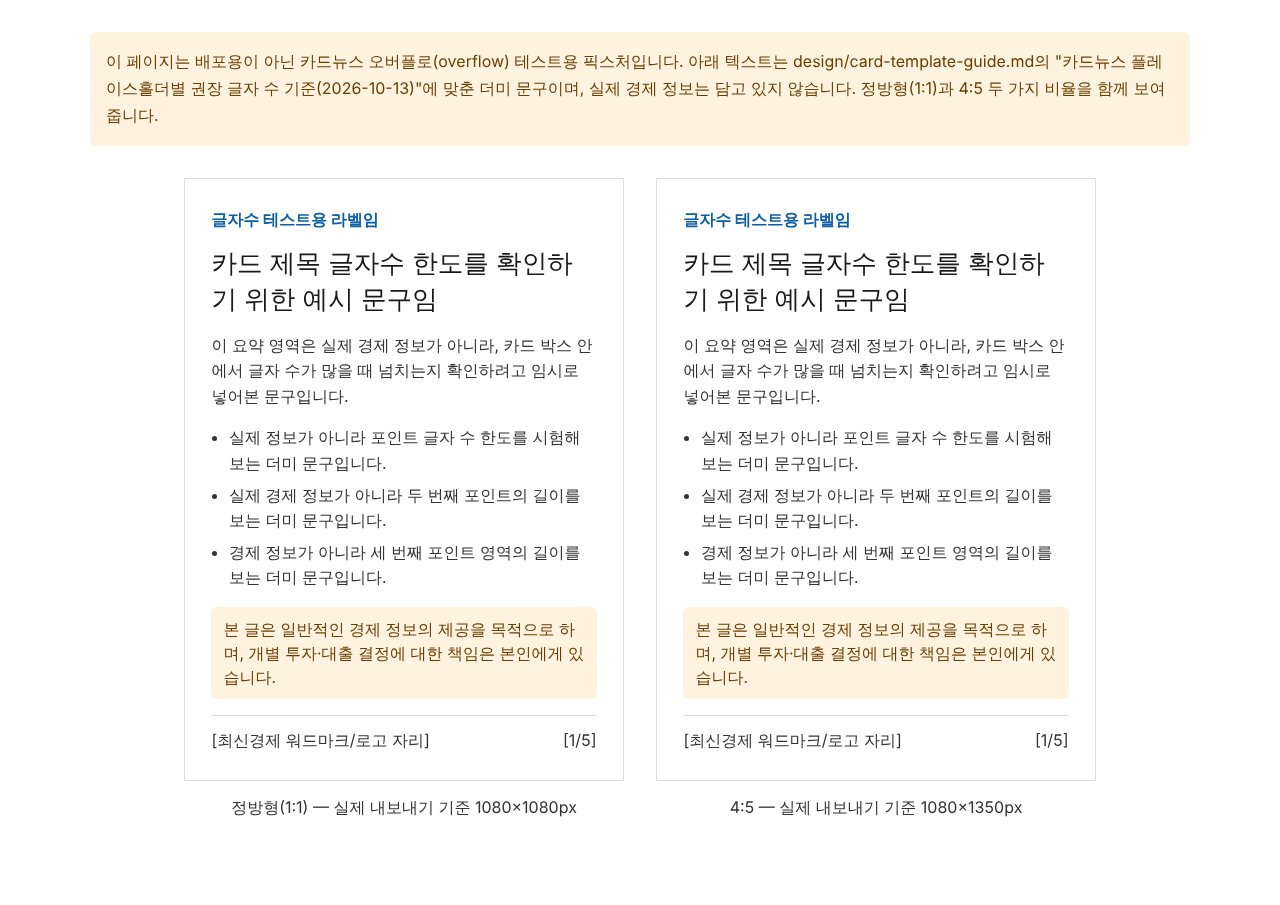 이 페이지는 배포용이 아닌 카드뉴스 오버플로(overflow) 테스트용 픽스처입니다. 아래 텍스트는 design/card-template-guide.md의 "카드뉴스 플레
이스홀더별 권장 글자 수 기준(2026-10-13)"에 맞춘 더미 문구이며, 실제 경제 정보는 담고 있지 않습니다. 정방형(1:1)과 4:5 두 가지 비율을 함께 보여
줍니다.
글자수 테스트용 라벨임
카드 제목 글자수 한도를 확인하
기 위한 예시 문구임
이 요약 영역은 실제 경제 정보가 아니라, 카드 박스 안
에서 글자 수가 많을 때 넘치는지 확인하려고 임시로
넣어본 문구입니다.
• 실제 정보가 아니라 포인트 글자 수 한도를 시험해
보는 더미 문구입니다.
• 실제 경제 정보가 아니라 두 번째 포인트의 길이를
보는 더미 문구입니다.
• 경제 정보가 아니라 세 번째 포인트 영역의 길이를
보는 더미 문구입니다.
본 글은 일반적인 경제 정보의 제공을 목적으로 하
며, 개별 투자·대출 결정에 대한 책임은 본인에게 있
습니다.
[최신경제 워드마크/로고 자리] [1/5]
정방형(1:1) — 실제 내보내기 기준 1080×1080px
글자수 테스트용 라벨임
카드 제목 글자수 한도를 확인하
기 위한 예시 문구임
이 요약 영역은 실제 경제 정보가 아니라, 카드 박스 안
에서 글자 수가 많을 때 넘치는지 확인하려고 임시로
넣어본 문구입니다.
• 실제 정보가 아니라 포인트 글자 수 한도를 시험해
보는 더미 문구입니다.
• 실제 경제 정보가 아니라 두 번째 포인트의 길이를
보는 더미 문구입니다.
• 경제 정보가 아니라 세 번째 포인트 영역의 길이를
보는 더미 문구입니다.
본 글은 일반적인 경제 정보의 제공을 목적으로 하
며, 개별 투자·대출 결정에 대한 책임은 본인에게 있
습니다.
[최신경제 워드마크/로고 자리] [1/5]
4:5 — 실제 내보내기 기준 1080×1350px